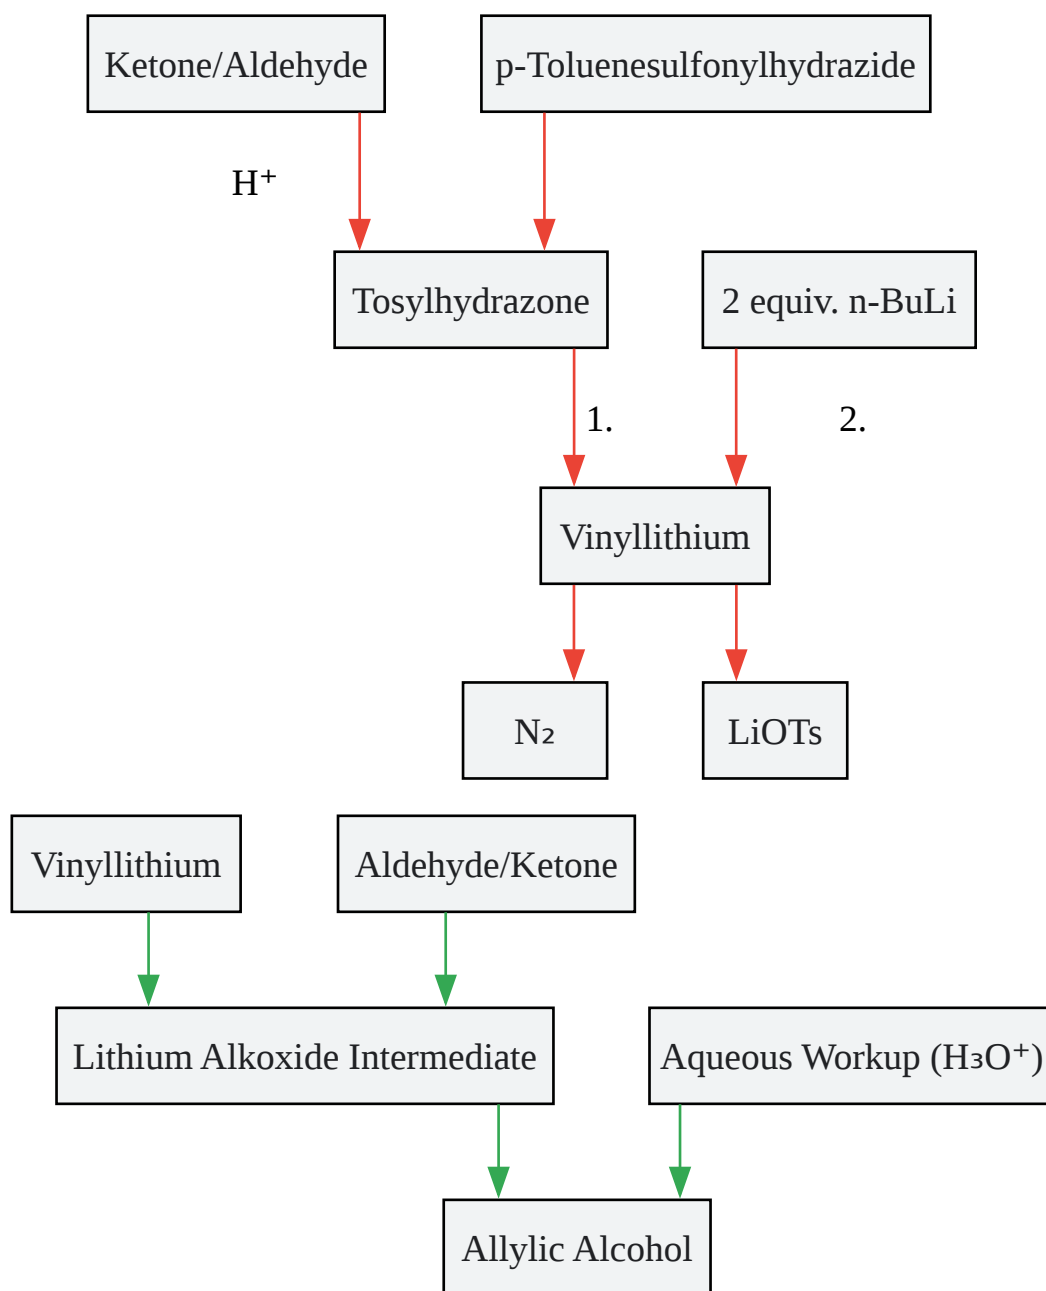 Ketone/Aldehyde
p-Toluenesulfonylhydrazide
H⁺
Tosylhydrazone
2 equiv. n-BuLi
1.
2.
Vinyllithium
N₂
LiOTs
Vinyllithium
Aldehyde/Ketone
Lithium Alkoxide Intermediate
Aqueous Workup (H₃O⁺)
Allylic Alcohol